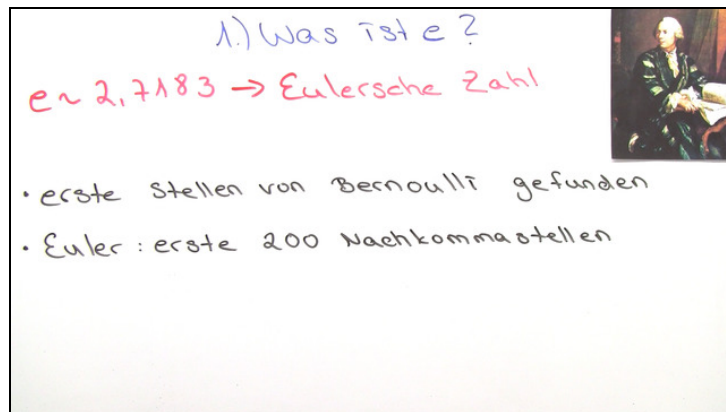 1.) Was ist e?
e ~ 2,7183 → Eulersche Zahl
• erste Stellen von Bernoulli gefunden
• Euler: erste 200 Nachkommastellen